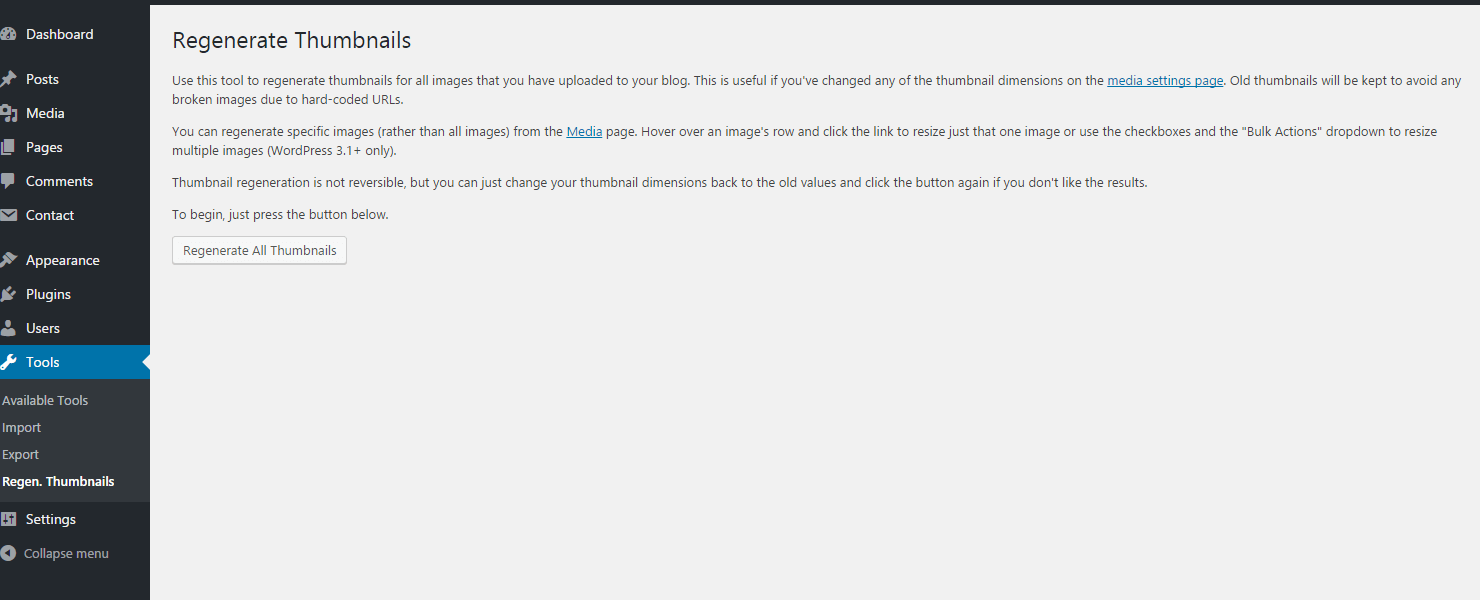 Dashboard
Posts
Media
Pages
Comments
Contact
Appearance
Plugins
Users
Tools
Available Tools
Import
Export
Regen. Thumbnails
Settings
Collapse menu
Regenerate Thumbnails
Use this tool to regenerate thumbnails for all images that you have uploaded to your blog. This is useful if you've changed any of the thumbnail dimensions on the media settings page. Old thumbnails will be kept to avoid any
broken images due to hard-coded URLs.
You can regenerate specific images (rather than all images) from the Media page. Hover over an image's row and click the link to resize just that one image or use the checkboxes and the "Bulk Actions" dropdown to resize
multiple images (WordPress 3.1+ only).
Thumbnail regeneration is not reversible, but you can just change your thumbnail dimensions back to the old values and click the button again if you don't like the results.
To begin, just press the button below.
Regenerate All Thumbnails